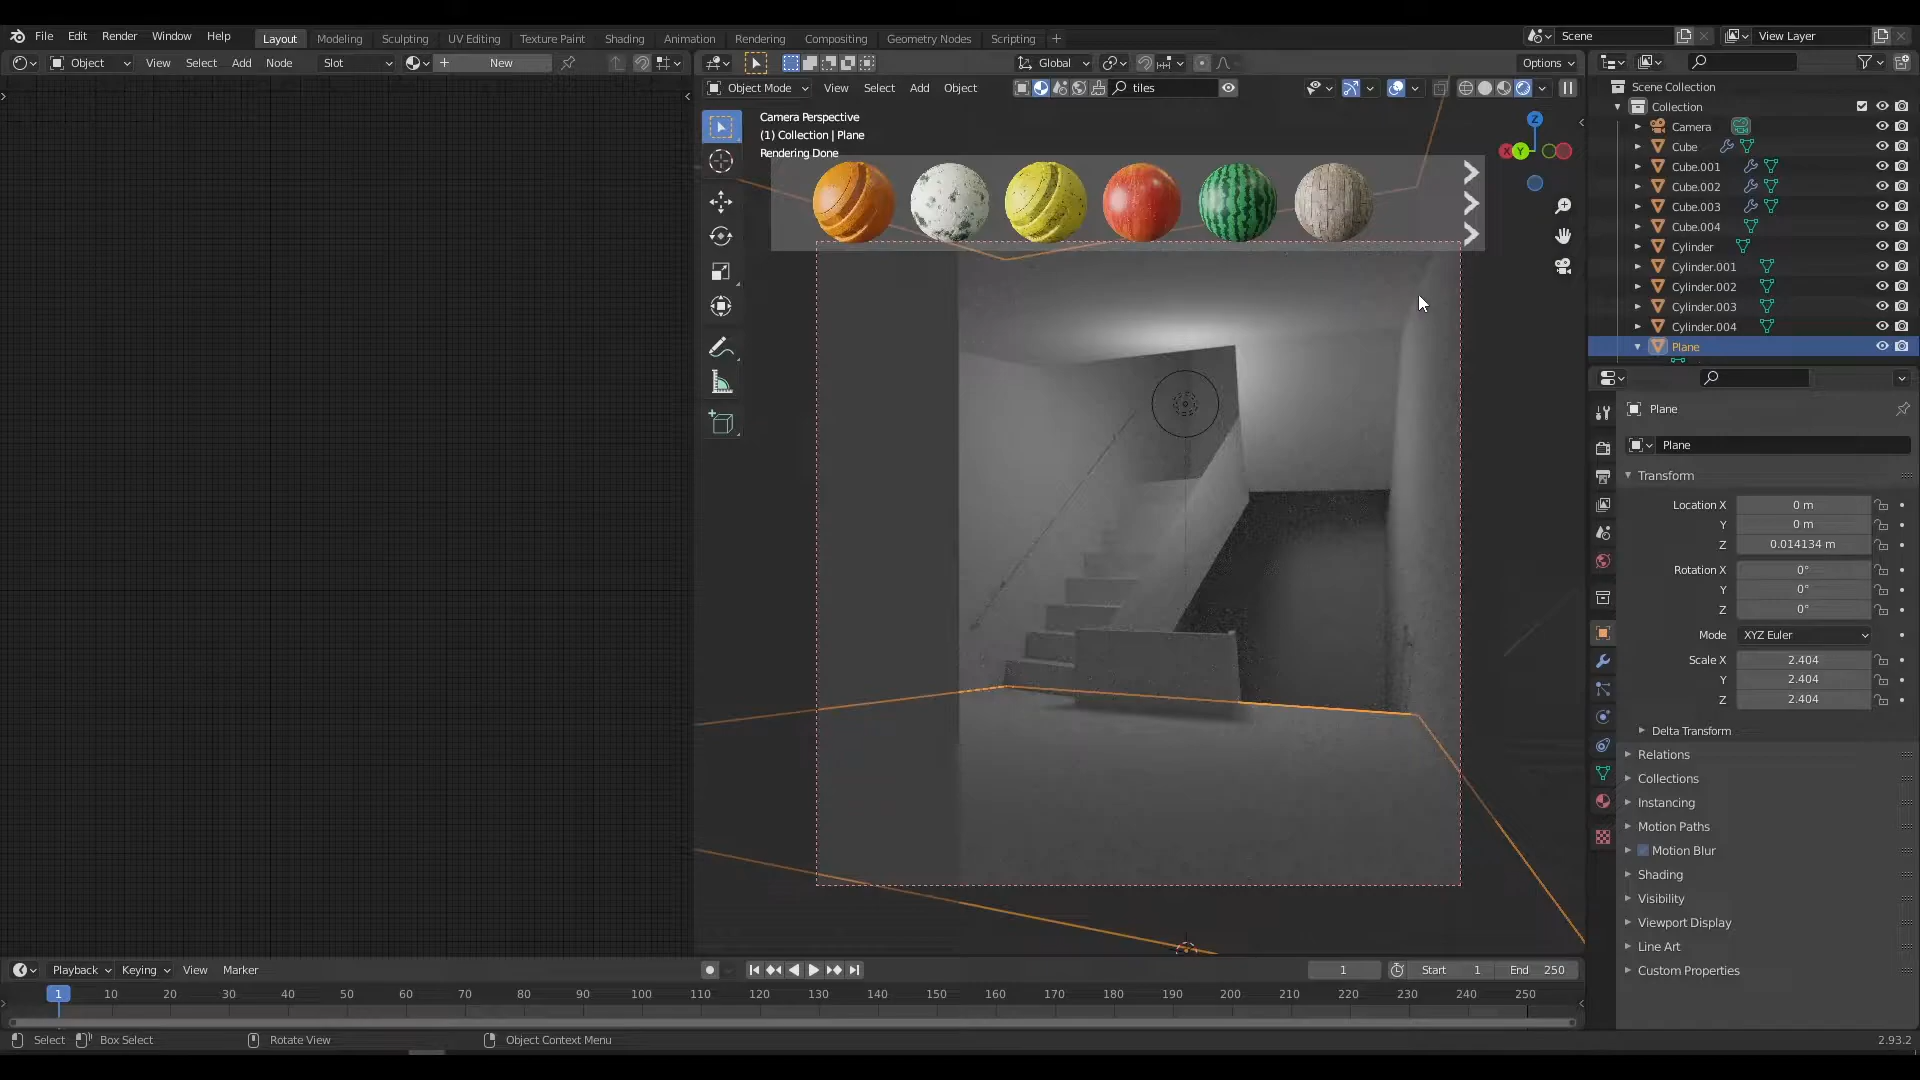 File Edit Render Window Help Layout Modeling Sculpting UV Editing Texture Paint Shading Animation Rendering Compositing Geometry Nodes Scripting + Scene View Layer
Object View Select Add Node Slot New Global Options
Object Mode View Select Add Object tiles
Camera Perspective
(1) Collection | Plane
Rendering Done
Z
X
Y
Scene Collection
Collection
Camera
Cube
Cube.001
Cube.002
Cube.003
Cube.004
Cylinder
Cylinder.001
Cylinder.002
Cylinder.003
Cylinder.004
Plane
Plane
Plane
Transform
Location X 0 m
Y 0 m
Z 0.014134 m
Rotation X 0°
Y 0°
Z 0°
Mode XYZ Euler
Scale X 2.404
Y 2.404
Z 2.404
Delta Transform
Relations
Collections
Instancing
Motion Paths
Motion Blur
Shading
Visibility
Viewport Display
Line Art
Custom Properties
Playback Keying View Marker 1 Start 1 End 250
1 10 20 30 40 50 60 70 80 90 100 110 120 130 140 150 160 170 180 190 200 210 220 230 240 250
Select Box Select Rotate View Object Context Menu 2.93.2